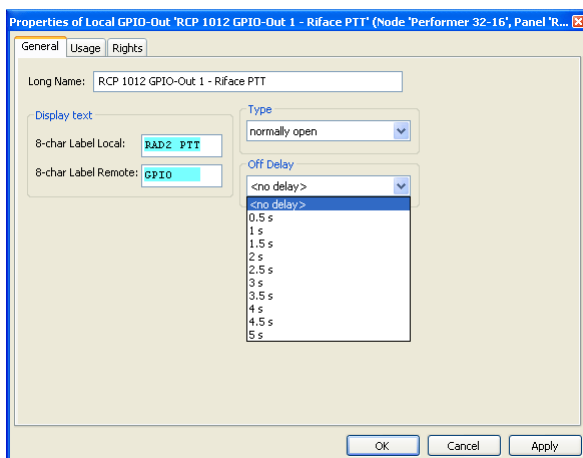 Properties of Local GPIO-Out 'RCP 1012 GPIO-Out 1 - Riface PTT' (Node 'Performer 32-16', Panel 'R...
General Usage Rights
Long Name: RCP 1012 GPIO-Out 1 - Riface PTT
Display text
8-char Label Local: RAD2 PTT
8-char Label Remote: GPIO
Type
normally open
Off Delay
<no delay>
<no delay>
0.5 s
1 s
1.5 s
2 s
2.5 s
3 s
3.5 s
4 s
4.5 s
5 s
OK Cancel Apply